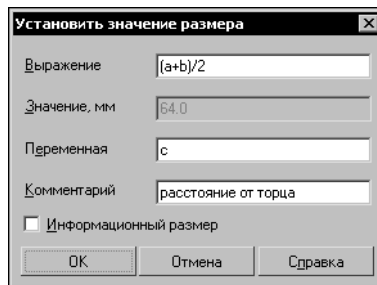 Установить значение размера
Выражение (a+b)/2
Значение, мм 64.0
Переменная c
Комментарий расстояние от торца
Информационный размер
OK Отмена Справка